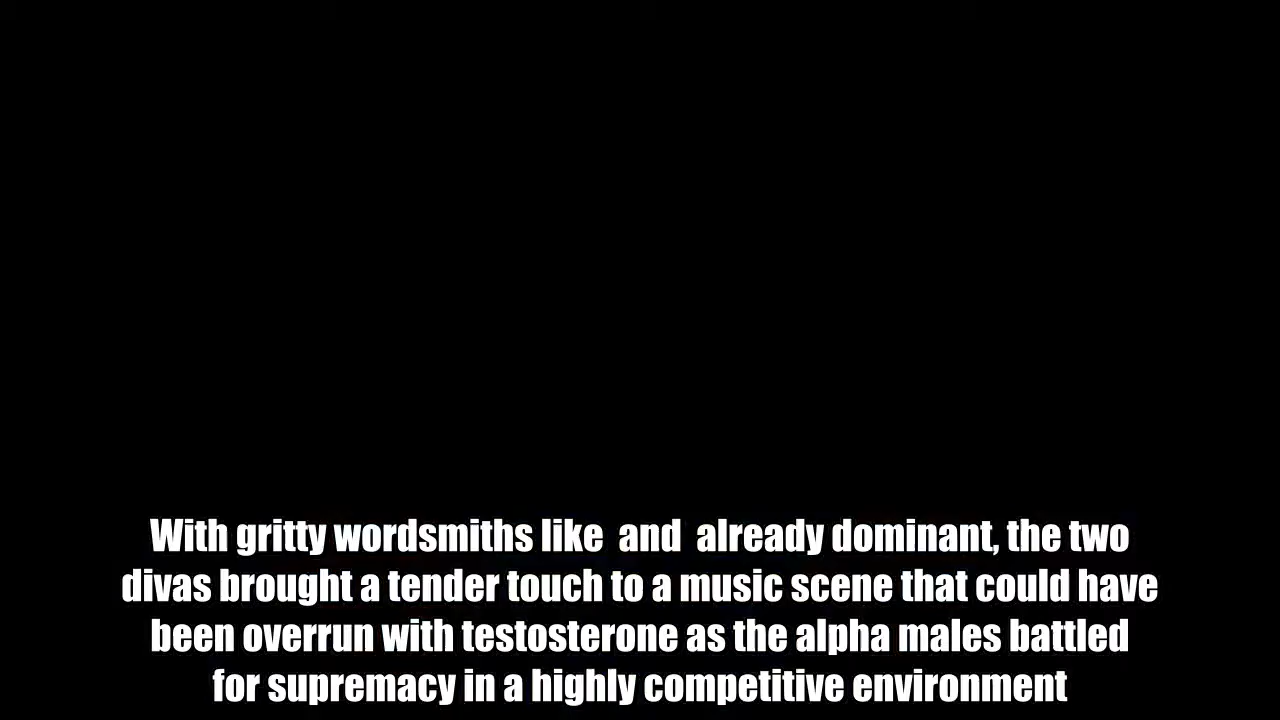 With gritty wordsmiths like  and  already dominant, the two
divas brought a tender touch to a music scene that could have
been overrun with testosterone as the alpha males battled
for supremacy in a highly competitive environment